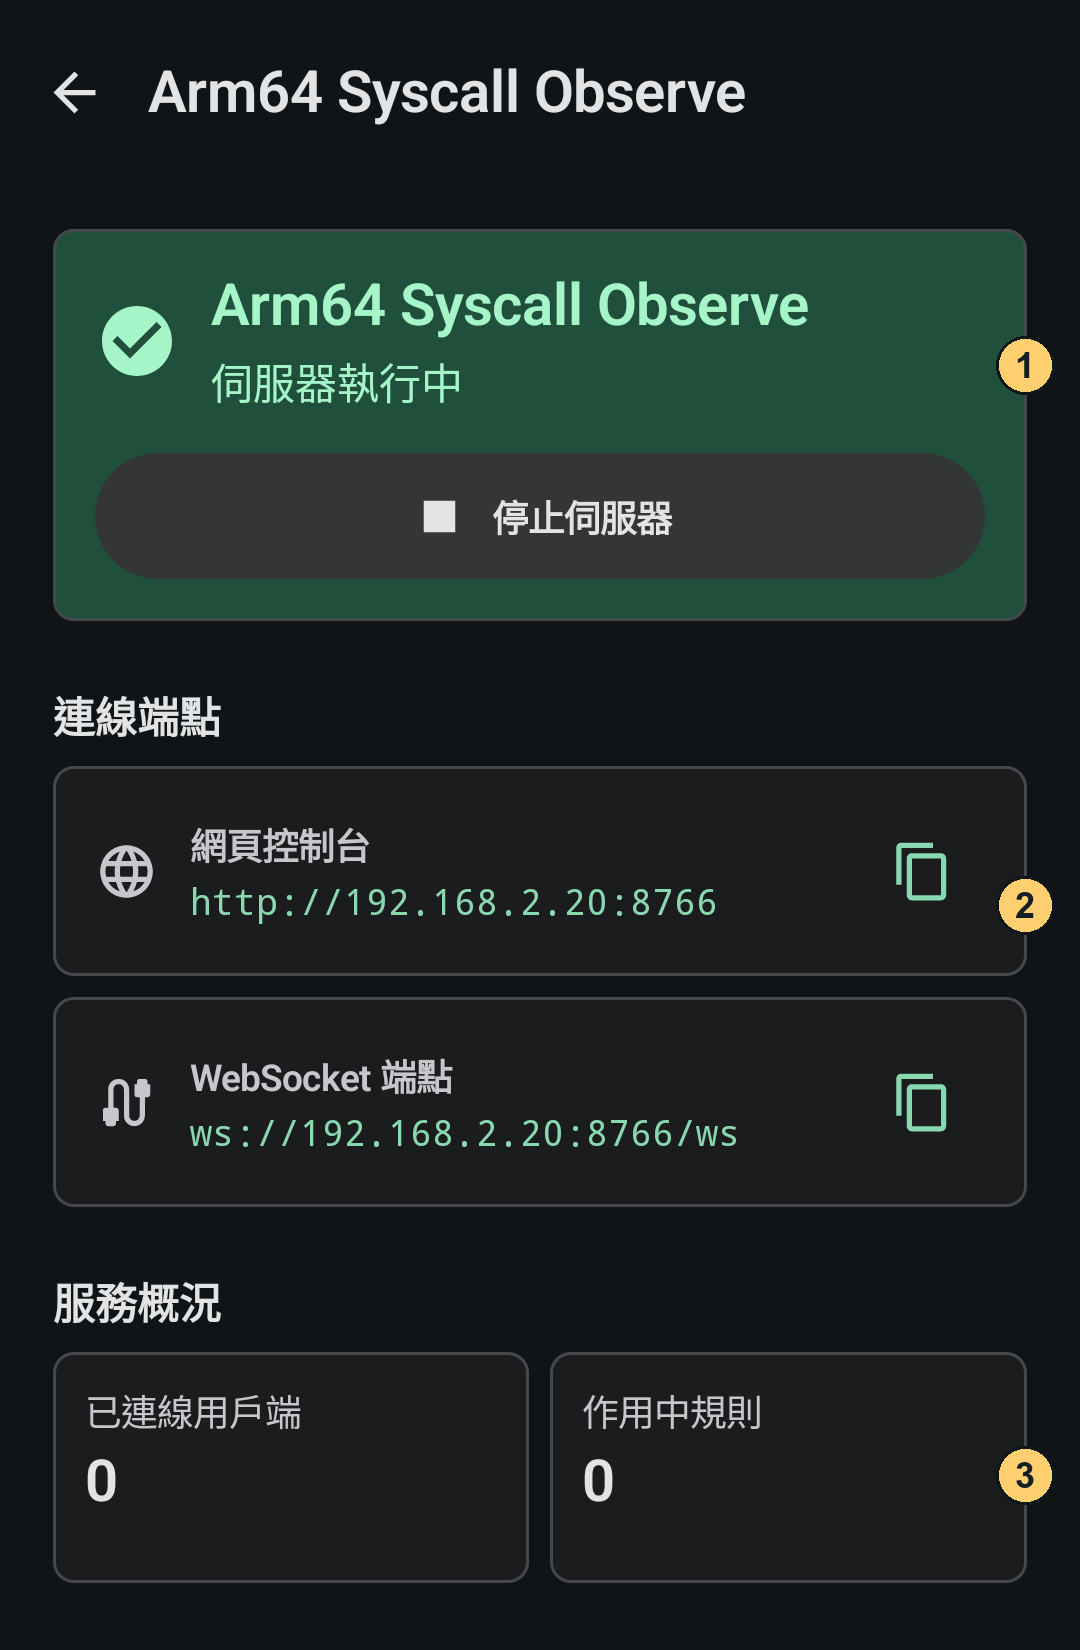 Arm64 Syscall Observe
Arm64 Syscall Observe
伺服器執行中
1
停止伺服器
連線端點
網頁控制台
http://192.168.2.20:8766
2
WebSocket 端點
ws://192.168.2.20:8766/ws
服務概況
已連線用戶端
0
作用中規則
0
3